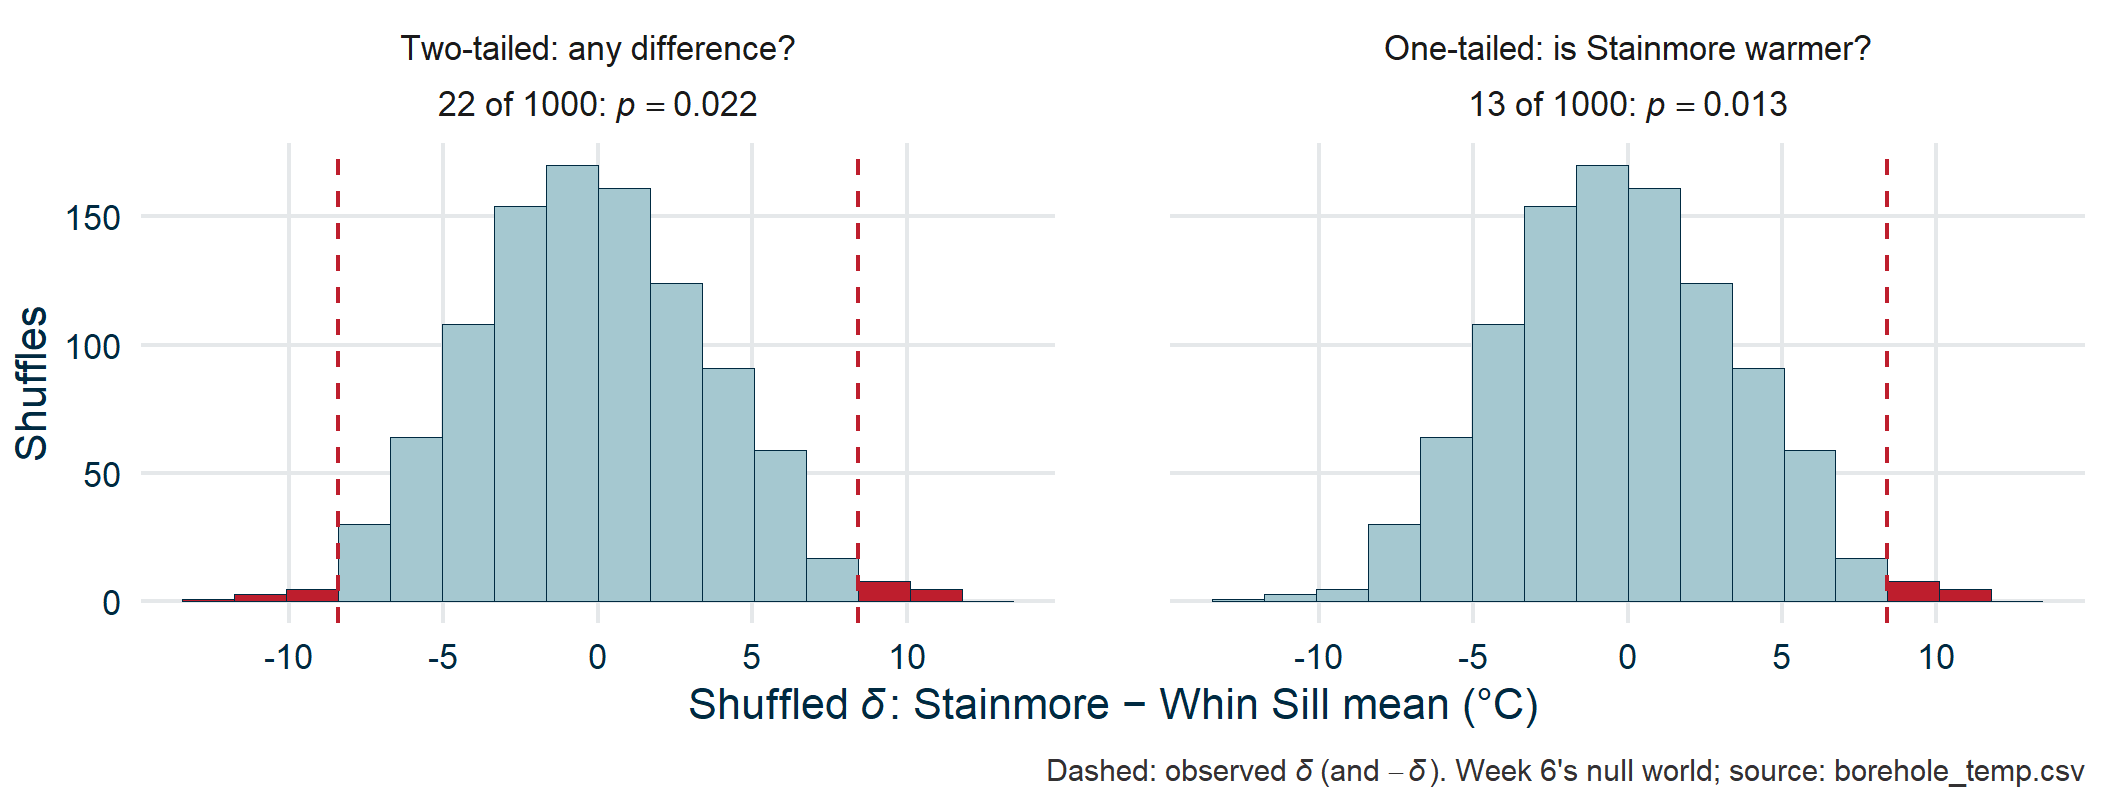 Two-tailed: any difference?
22 of 1000: p = 0.022
One-tailed: is Stainmore warmer?
13 of 1000: p = 0.013
Shuffles
150
100
50
0
-10 -5 0 5 10
-10 -5 0 5 10
Shuffled δ: Stainmore − Whin Sill mean (°C)
Dashed: observed δ (and −δ). Week 6's null world; source: borehole_temp.csv